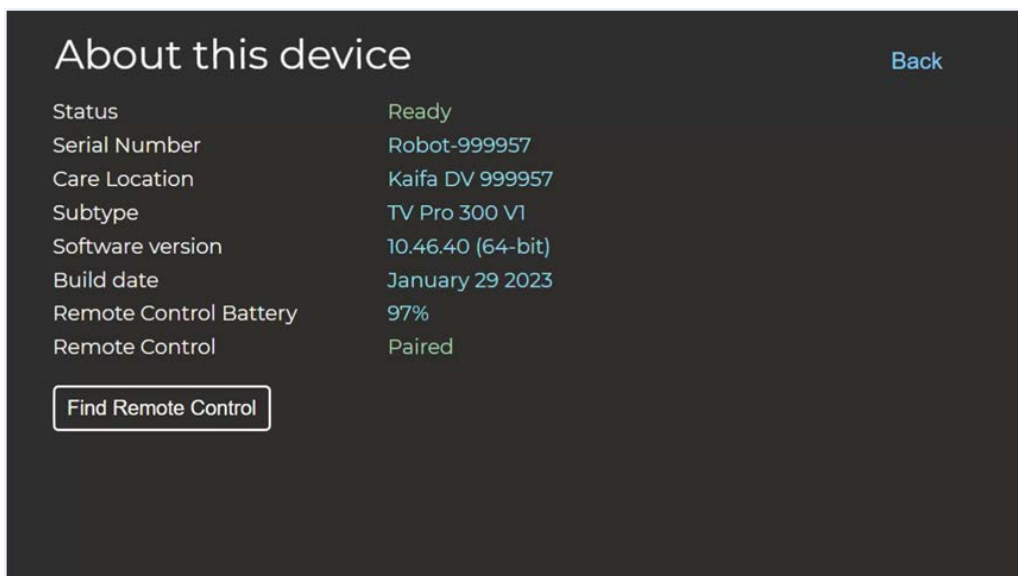 About this device
Back
Status Ready
Serial Number Robot-999957
Care Location Kaifa DV 999957
Subtype TV Pro 300 V1
Software version 10.46.40 (64-bit)
Build date January 29 2023
Remote Control Battery 97%
Remote Control Paired
Find Remote Control